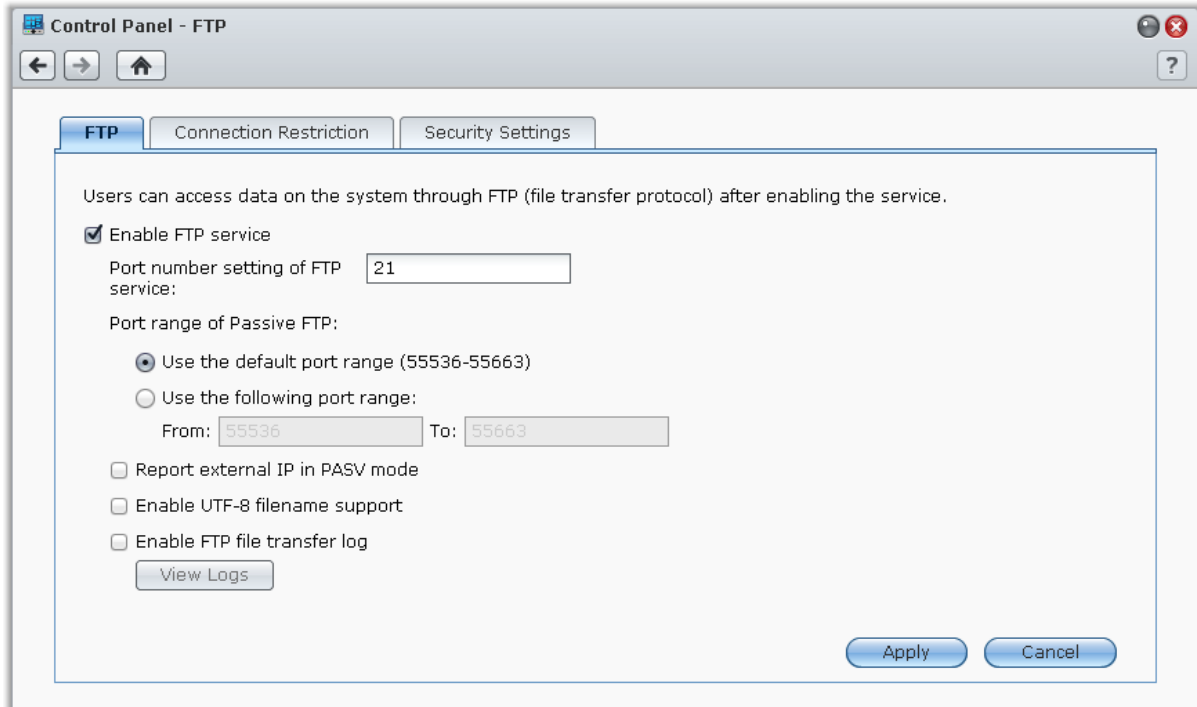 Control Panel - FTP
?
FTP
Connection Restriction
Security Settings
Users can access data on the system through FTP (file transfer protocol) after enabling the service.
Enable FTP service
Port number setting of FTP
service:
21
Port range of Passive FTP:
Use the default port range (55536-55663)
Use the following port range:
From: 55536 To: 55663
Report external IP in PASV mode
Enable UTF-8 filename support
Enable FTP file transfer log
View Logs
Apply Cancel